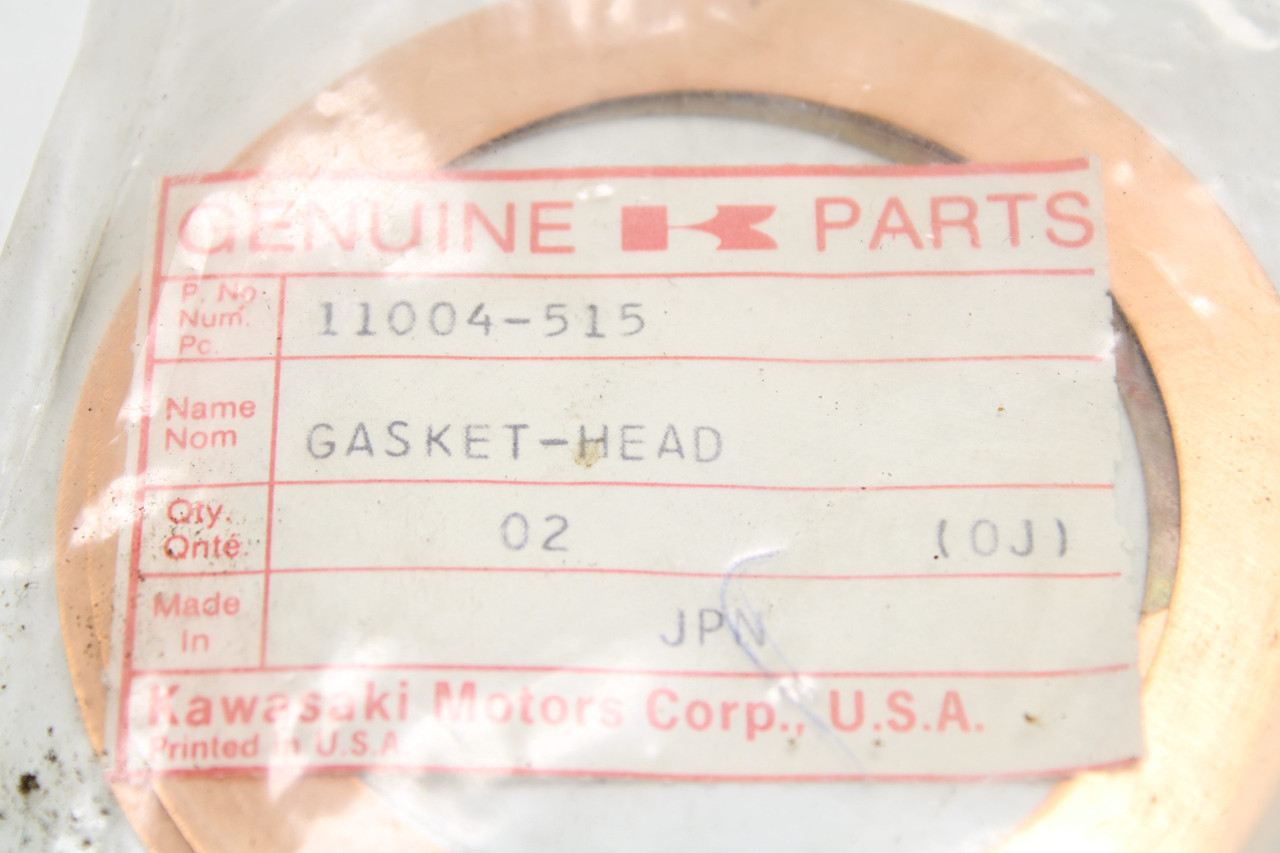 GENUINE K PARTS
P. No.
Num.
Pc.
11004-515
Name
Nom
GASKET-HEAD
Qty.
Qnté.
02 (0J)
Made
In
JPN
Kawasaki Motors Corp., U.S.A.
Printed in U.S.A